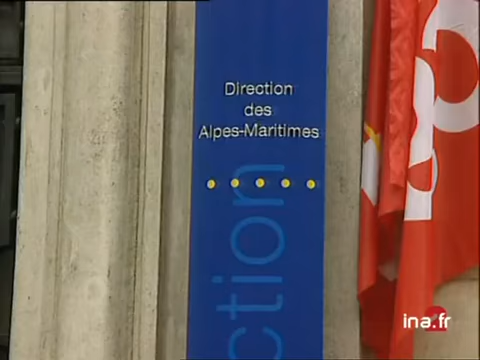 Direction
des
Alpes-Maritimes
ction
ina.fr